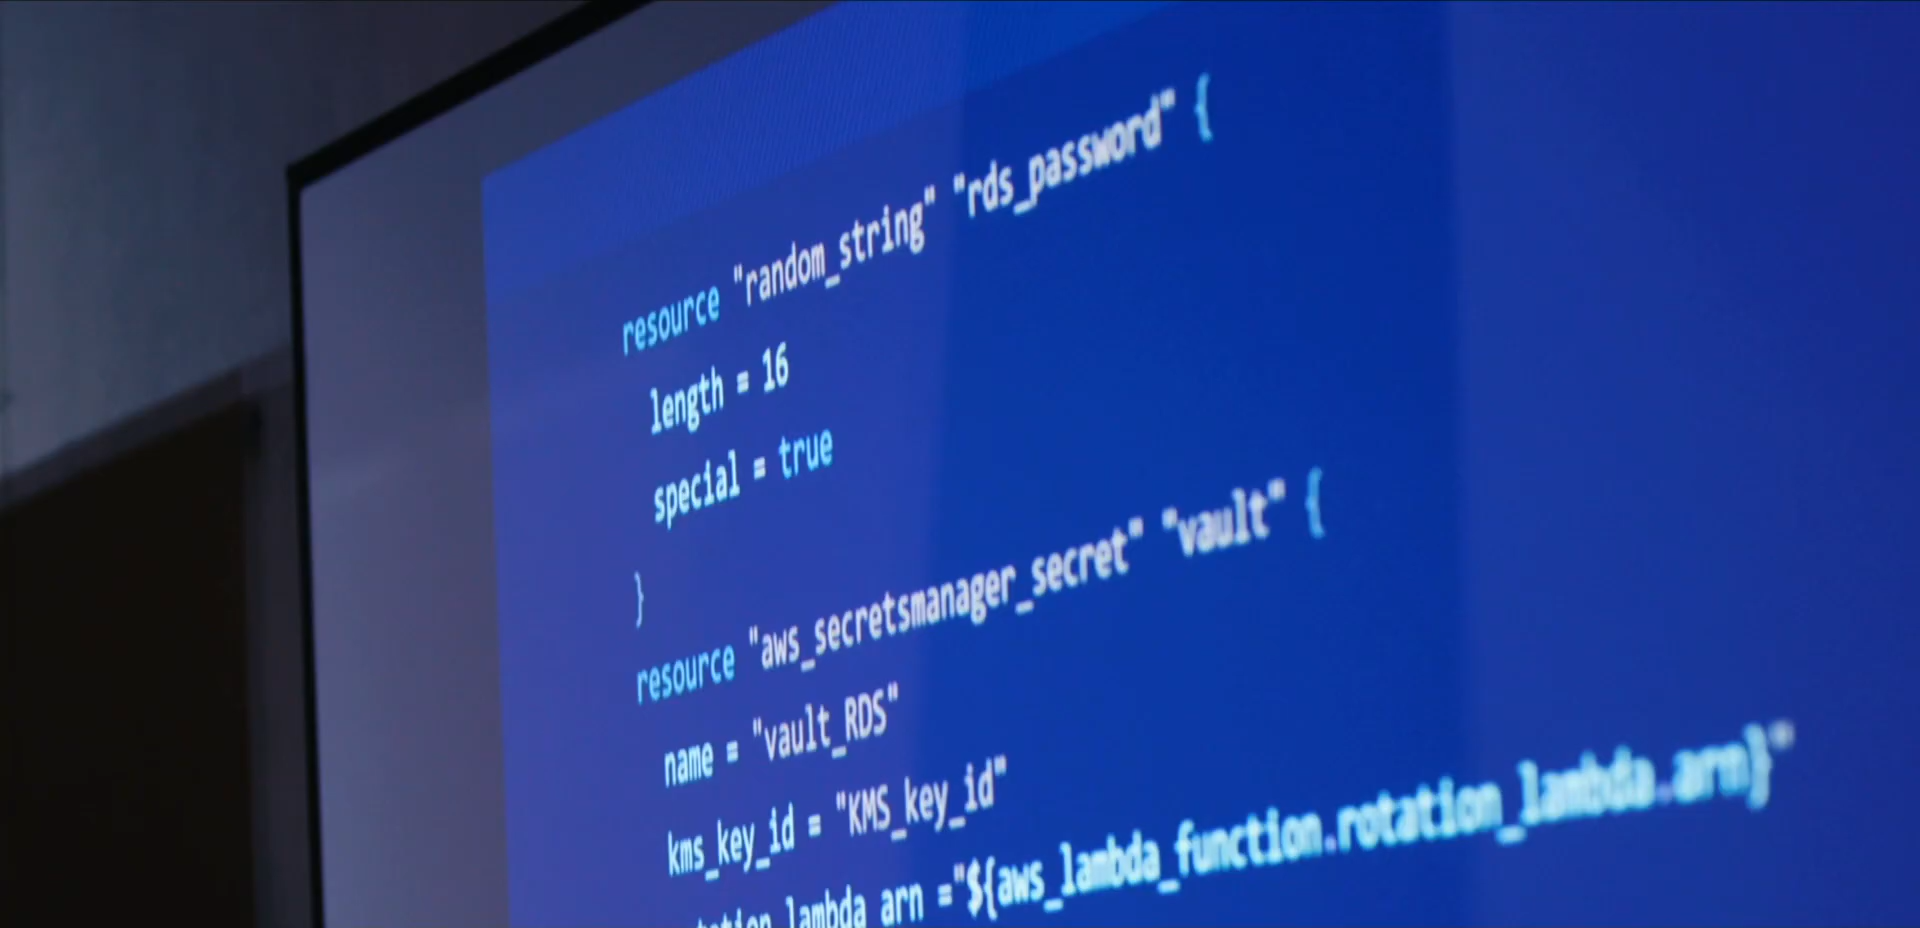 resource "random_string" "rds_password" {
length = 16
special = true
}
resource "aws_secretsmanager_secret" "vault" {
name = "vault_RDS"
kms_key_id = "KMS_key_id"
lambda arn ="${aws_lambda_function.rotation_lambda.arn}"